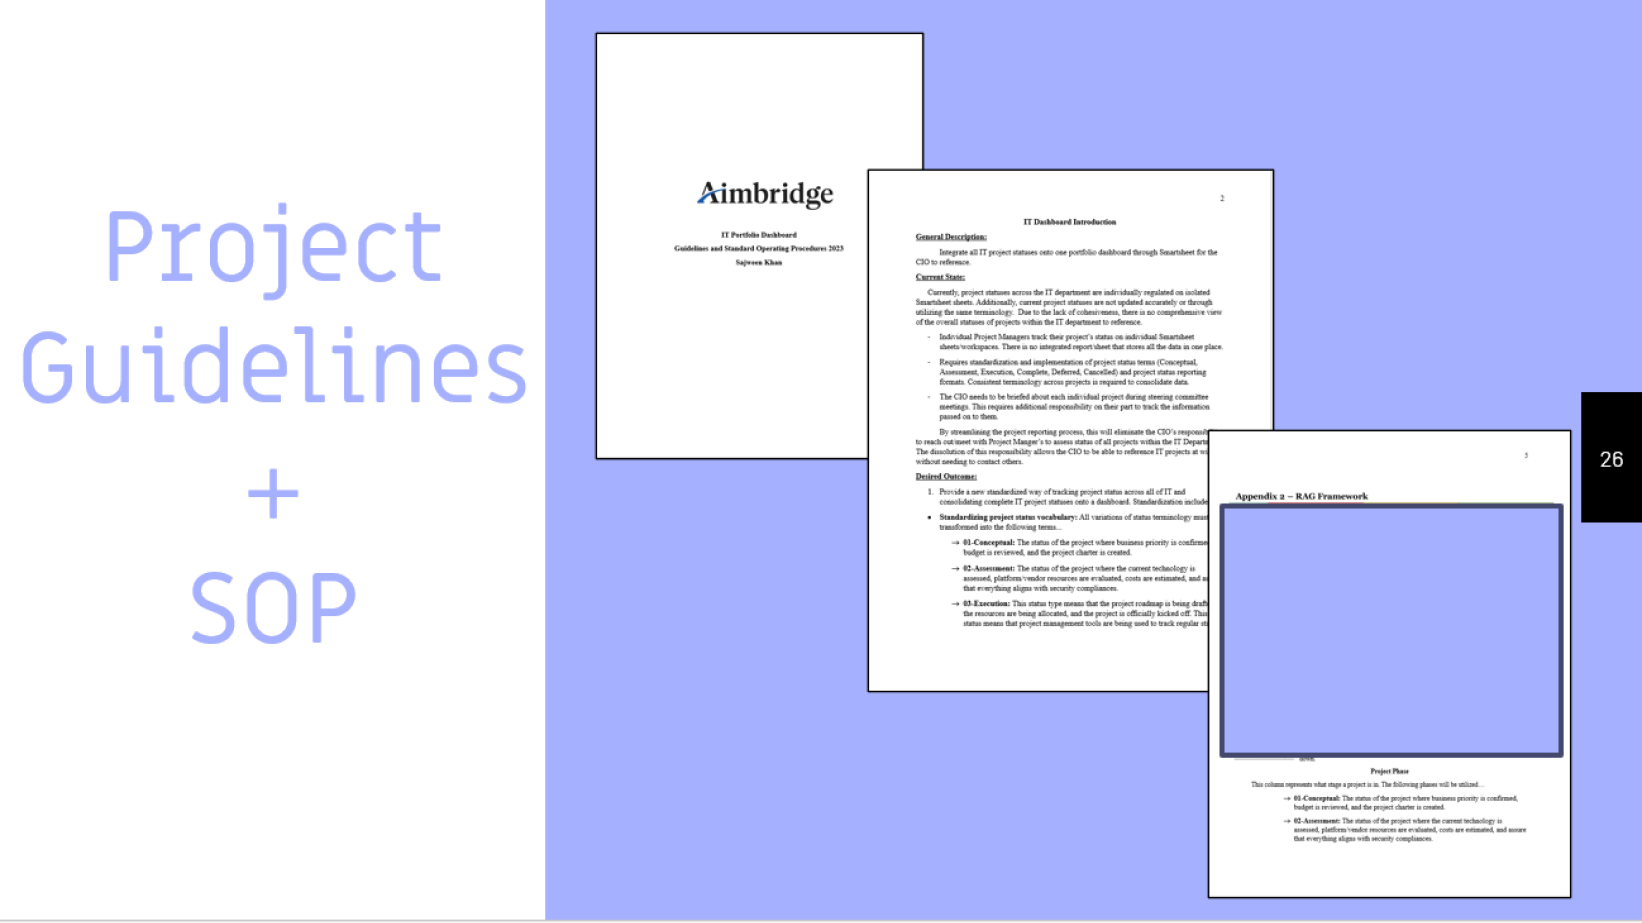 Project
Guidelines
+
SOP
Aimbridge
IT Portfolio Dashboard
Guidelines and Standard Operating Procedures 2023
Sajween Khan
2
IT Dashboard Introduction
General Description:
Integrate all IT project statuses onto one portfolio dashboard through Smartsheet for the
CIO to reference.
Current State:
Currently, project statuses across the IT department are individually regulated on isolated
Smartsheet sheets. Additionally, current project statuses are not updated accurately or through
utilizing the same terminology.  Due to the lack of cohesiveness, there is no comprehensive view
of the overall statuses of projects within the IT department to reference.
- Individual Project Managers track their project's status on individual Smartsheet
sheets/workspaces. There is no integrated report/sheet that stores all the data in one place.
- Requires standardization and implementation of project status terms (Conceptual,
Assessment, Execution, Complete, Deferred, Cancelled) and project status reporting
formats. Consistent terminology across projects is required to consolidate data.
- The CIO needs to be briefed about each individual project during steering committee
meetings. This requires additional responsibility on their part to track the information
passed on to them.
By streamlining the project reporting process, this will eliminate the CIO's
to reach out/meet with Project Manger's to assess status of all projects within the IT
The dissolution of this responsibility allows the CIO to be able to reference IT projects at
without needing to contact others.
Desired Outcome:
1. Provide a new standardized way of tracking project status across all of IT and
consolidating complete IT project statuses onto a dashboard. Standardization
• Standardizing project status vocabulary: All variations of status terminology must
transformed into the following terms...
→ 01-Conceptual: The status of the project where business priority is
budget is reviewed, and the project charter is created.
→ 02-Assessment: The status of the project where the current technology is
assessed, platform/vendor resources are evaluated, costs are estimated, and
that everything aligns with security compliances.
→ 03-Execution: This status type means that the project roadmap is being
the resources are being allocated, and the project is officially kicked off. This
status means that project management tools are being used to track regular
5
Appendix 2 – RAG Framework
down.
Project Phase
This column represents what stage a project is in. The following phases will be utilized...
→ 01-Conceptual: The status of the project where business priority is confirmed,
budget is reviewed, and the project charter is created.
→ 02-Assessment: The status of the project where the current technology is
assessed, platform/vendor resources are evaluated, costs are estimated, and assure
that everything aligns with security compliances.
26